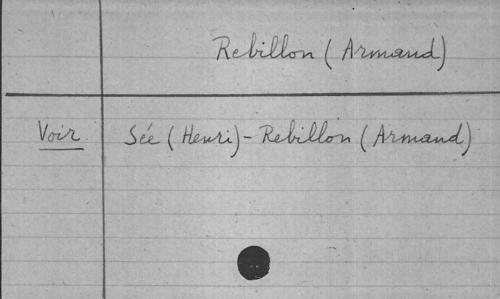 Rebillon (Armand)
Voir Sée (Henri) - Rebillon (Armand)